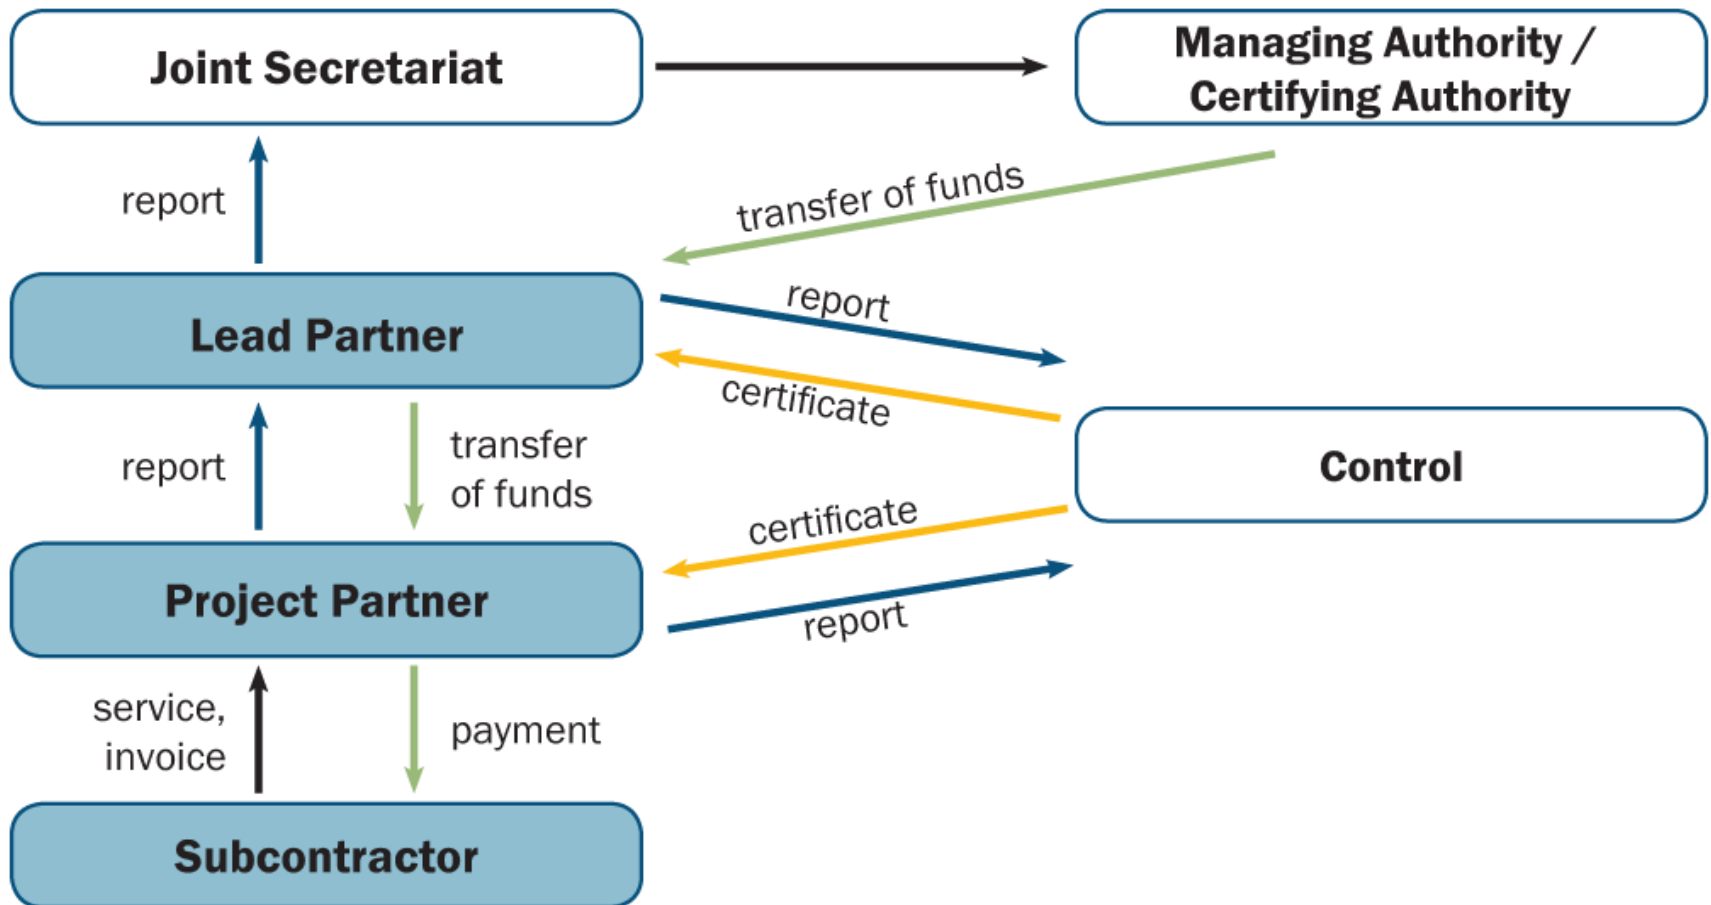 Joint Secretariat
Managing Authority /
Certifying Authority
report
transfer of funds
Lead Partner
report
certificate
report
transfer
of funds
Control
certificate
Project Partner
report
service,
invoice
payment
Subcontractor